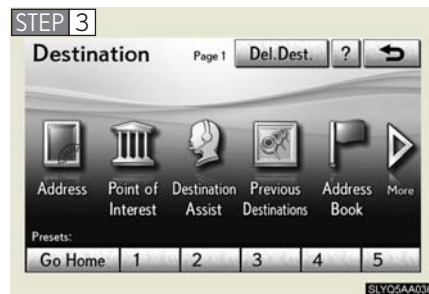 STEP 3
Destination Page 1 Del.Dest. ?
Address Point of Interest Destination Assist Previous Destinations Address Book More
Presets:
Go Home 1 2 3 4 5
SLYQ5AA036